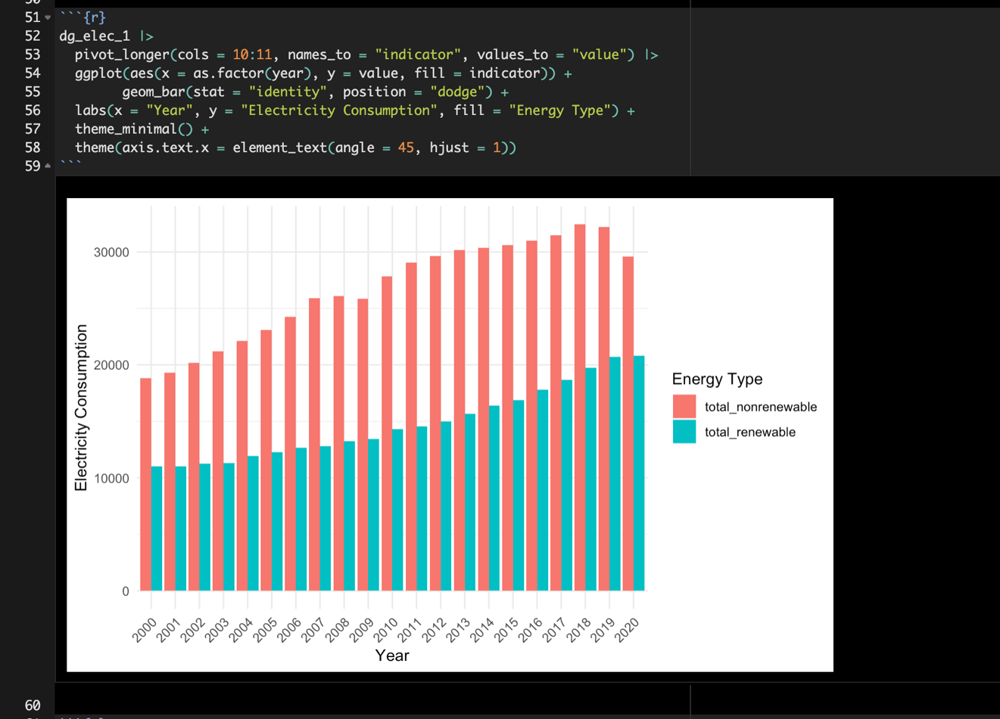 51 ```{r}
52 dg_elec_1 |>
53 pivot_longer(cols = 10:11, names_to = "indicator", values_to = "value") |>
54 ggplot(aes(x = as.factor(year), y = value, fill = indicator)) +
55 geom_bar(stat = "identity", position = "dodge") +
56 labs(x = "Year", y = "Electricity Consumption", fill = "Energy Type") +
57 theme_minimal() +
58 theme(axis.text.x = element_text(angle = 45, hjust = 1))
59 ```
30000
20000
10000
0
Electricity Consumption
2000 2001 2002 2003 2004 2005 2006 2007 2008 2009 2010 2011 2012 2013 2014 2015 2016 2017 2018 2019 2020
Year
Energy Type
total_nonrenewable
total_renewable
60